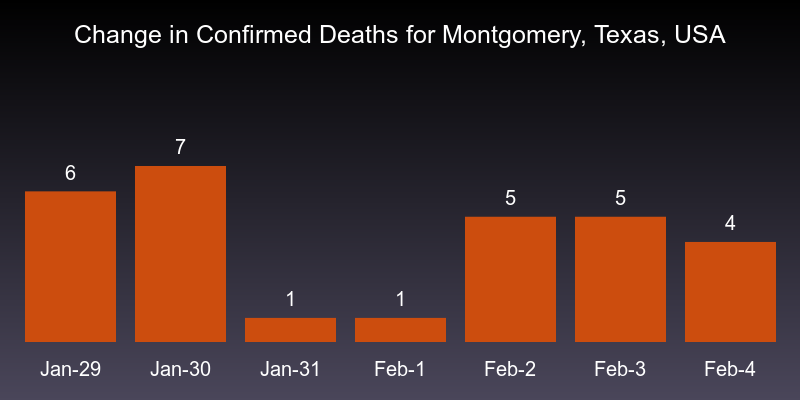 Change in Confirmed Deaths for Montgomery, Texas, USA
6
7
1
1
5
5
4
Jan-29
Jan-30
Jan-31
Feb-1
Feb-2
Feb-3
Feb-4